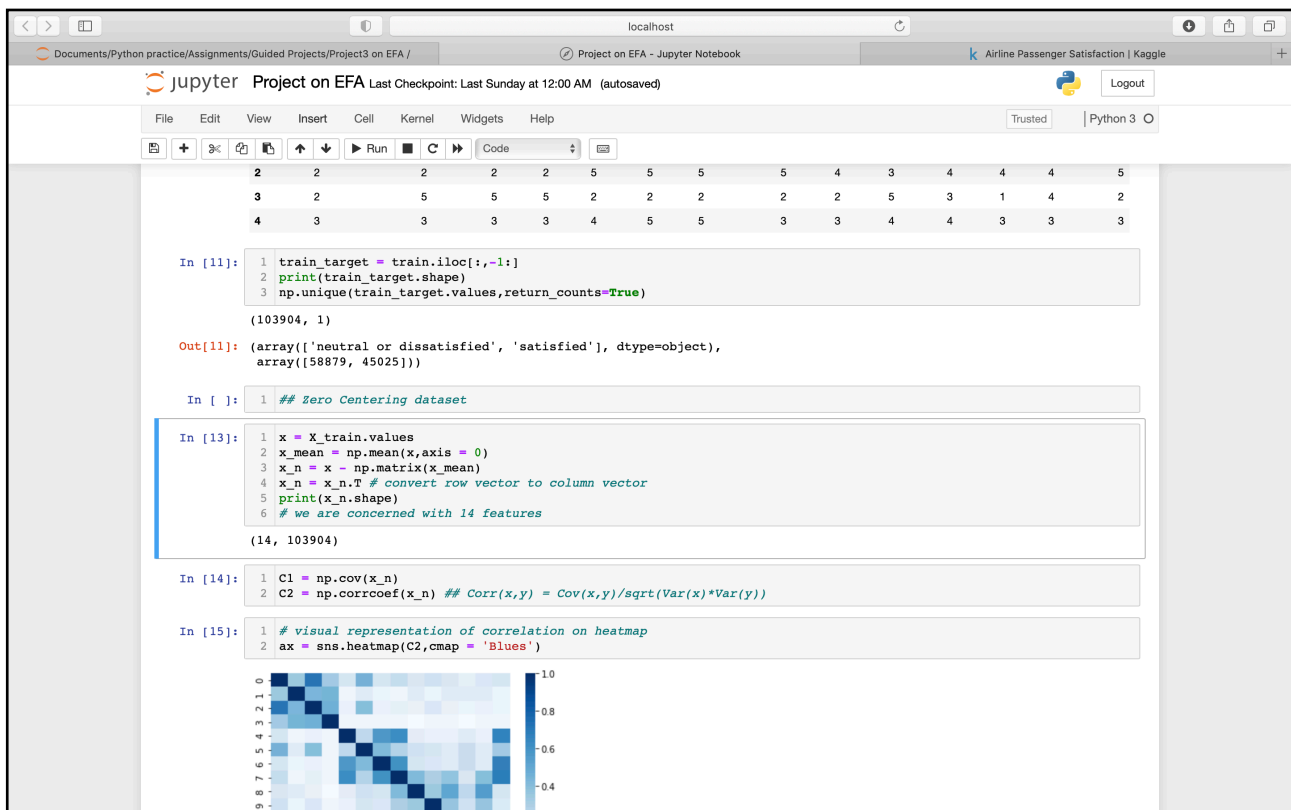 localhost
Documents/Python practice/Assignments/Guided Projects/Project3 on EFA /
Project on EFA - Jupyter Notebook
k Airline Passenger Satisfaction | Kaggle
+
jupyter Project on EFA Last Checkpoint: Last Sunday at 12:00 AM (autosaved)
Logout
File Edit View Insert Cell Kernel Widgets Help
Trusted
Python 3
Run
Code
2 2 2 2 2 5 5 5 5 4 3 4 4 4 5
3 2 5 5 5 2 2 2 2 2 5 3 1 4 2
4 3 3 3 3 4 5 5 3 3 4 4 3 3 3
In [11]:
1 train_target = train.iloc[:,-1:]
2 print(train_target.shape)
3 np.unique(train_target.values,return_counts=True)
(103904, 1)
Out[11]: (array(['neutral or dissatisfied', 'satisfied'], dtype=object),
array([58879, 45025]))
In [ ]:
1 ## Zero Centering dataset
In [13]:
1 x = X_train.values
2 x_mean = np.mean(x,axis = 0)
3 x_n = x - np.matrix(x_mean)
4 x_n = x_n.T # convert row vector to column vector
5 print(x_n.shape)
6 # we are concerned with 14 features
(14, 103904)
In [14]:
1 C1 = np.cov(x_n)
2 C2 = np.corrcoef(x_n) ## Corr(x,y) = Cov(x,y)/sqrt(Var(x)*Var(y))
In [15]:
1 # visual representation of correlation on heatmap
2 ax = sns.heatmap(C2,cmap = 'Blues')
0
1
2
3
4
5
6
7
8
9
1.0
0.8
0.6
0.4